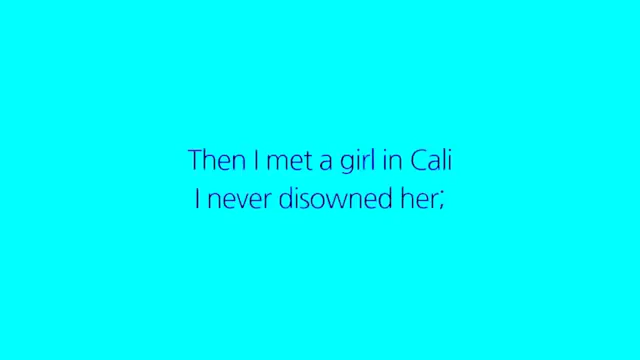 Then I met a girl in Cali
I never disowned her;